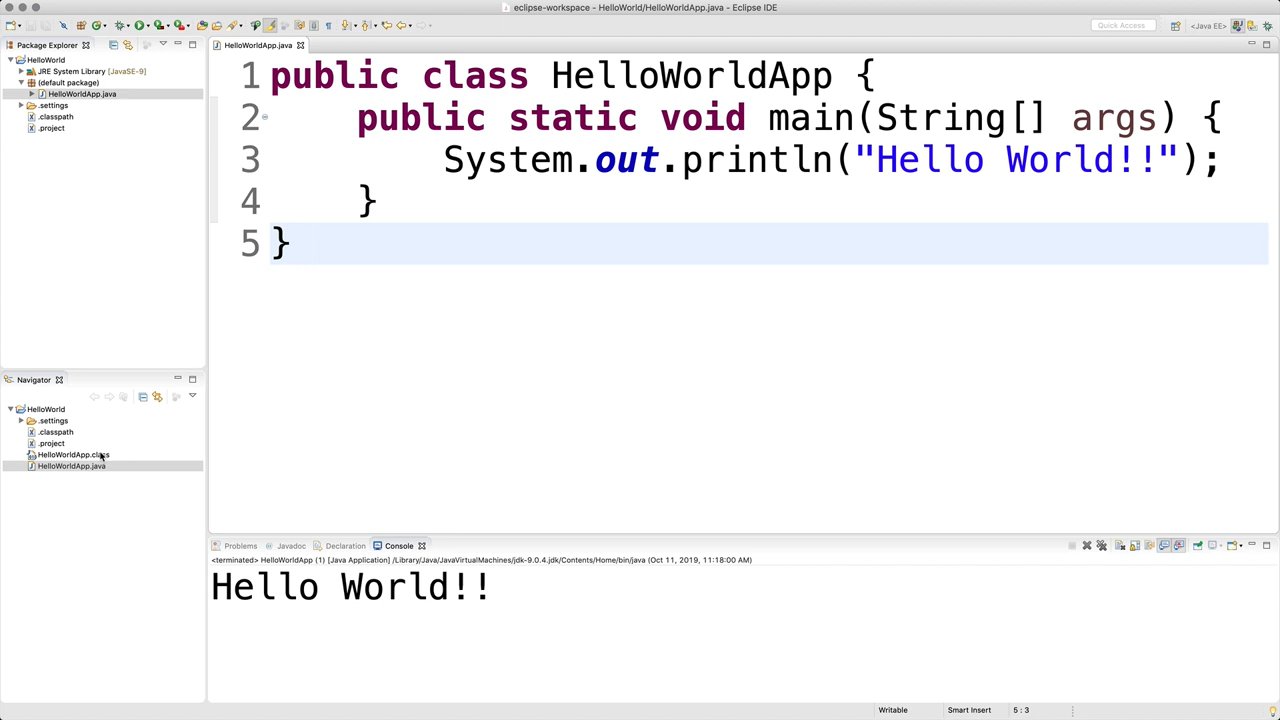 eclipse-workspace - HelloWorld/HelloWorldApp.java - Eclipse IDE
Quick Access
<Java EE>
Package Explorer
HelloWorld
JRE System Library [JavaSE-9]
(default package)
HelloWorldApp.java
.settings
.classpath
.project
HelloWorldApp.java
1 public class HelloWorldApp {
2 public static void main(String[] args) {
3 System.out.println("Hello World!!");
4 }
5 }
Navigator
HelloWorld
.settings
.classpath
.project
HelloWorldApp.class
HelloWorldApp.java
Problems
Javadoc
Declaration
Console
<terminated> HelloWorldApp (1) [Java Application] /Library/Java/JavaVirtualMachines/jdk-9.0.4.jdk/Contents/Home/bin/java (Oct 11, 2019, 11:18:00 AM)
Hello World!!
Writable
Smart Insert
5 : 3